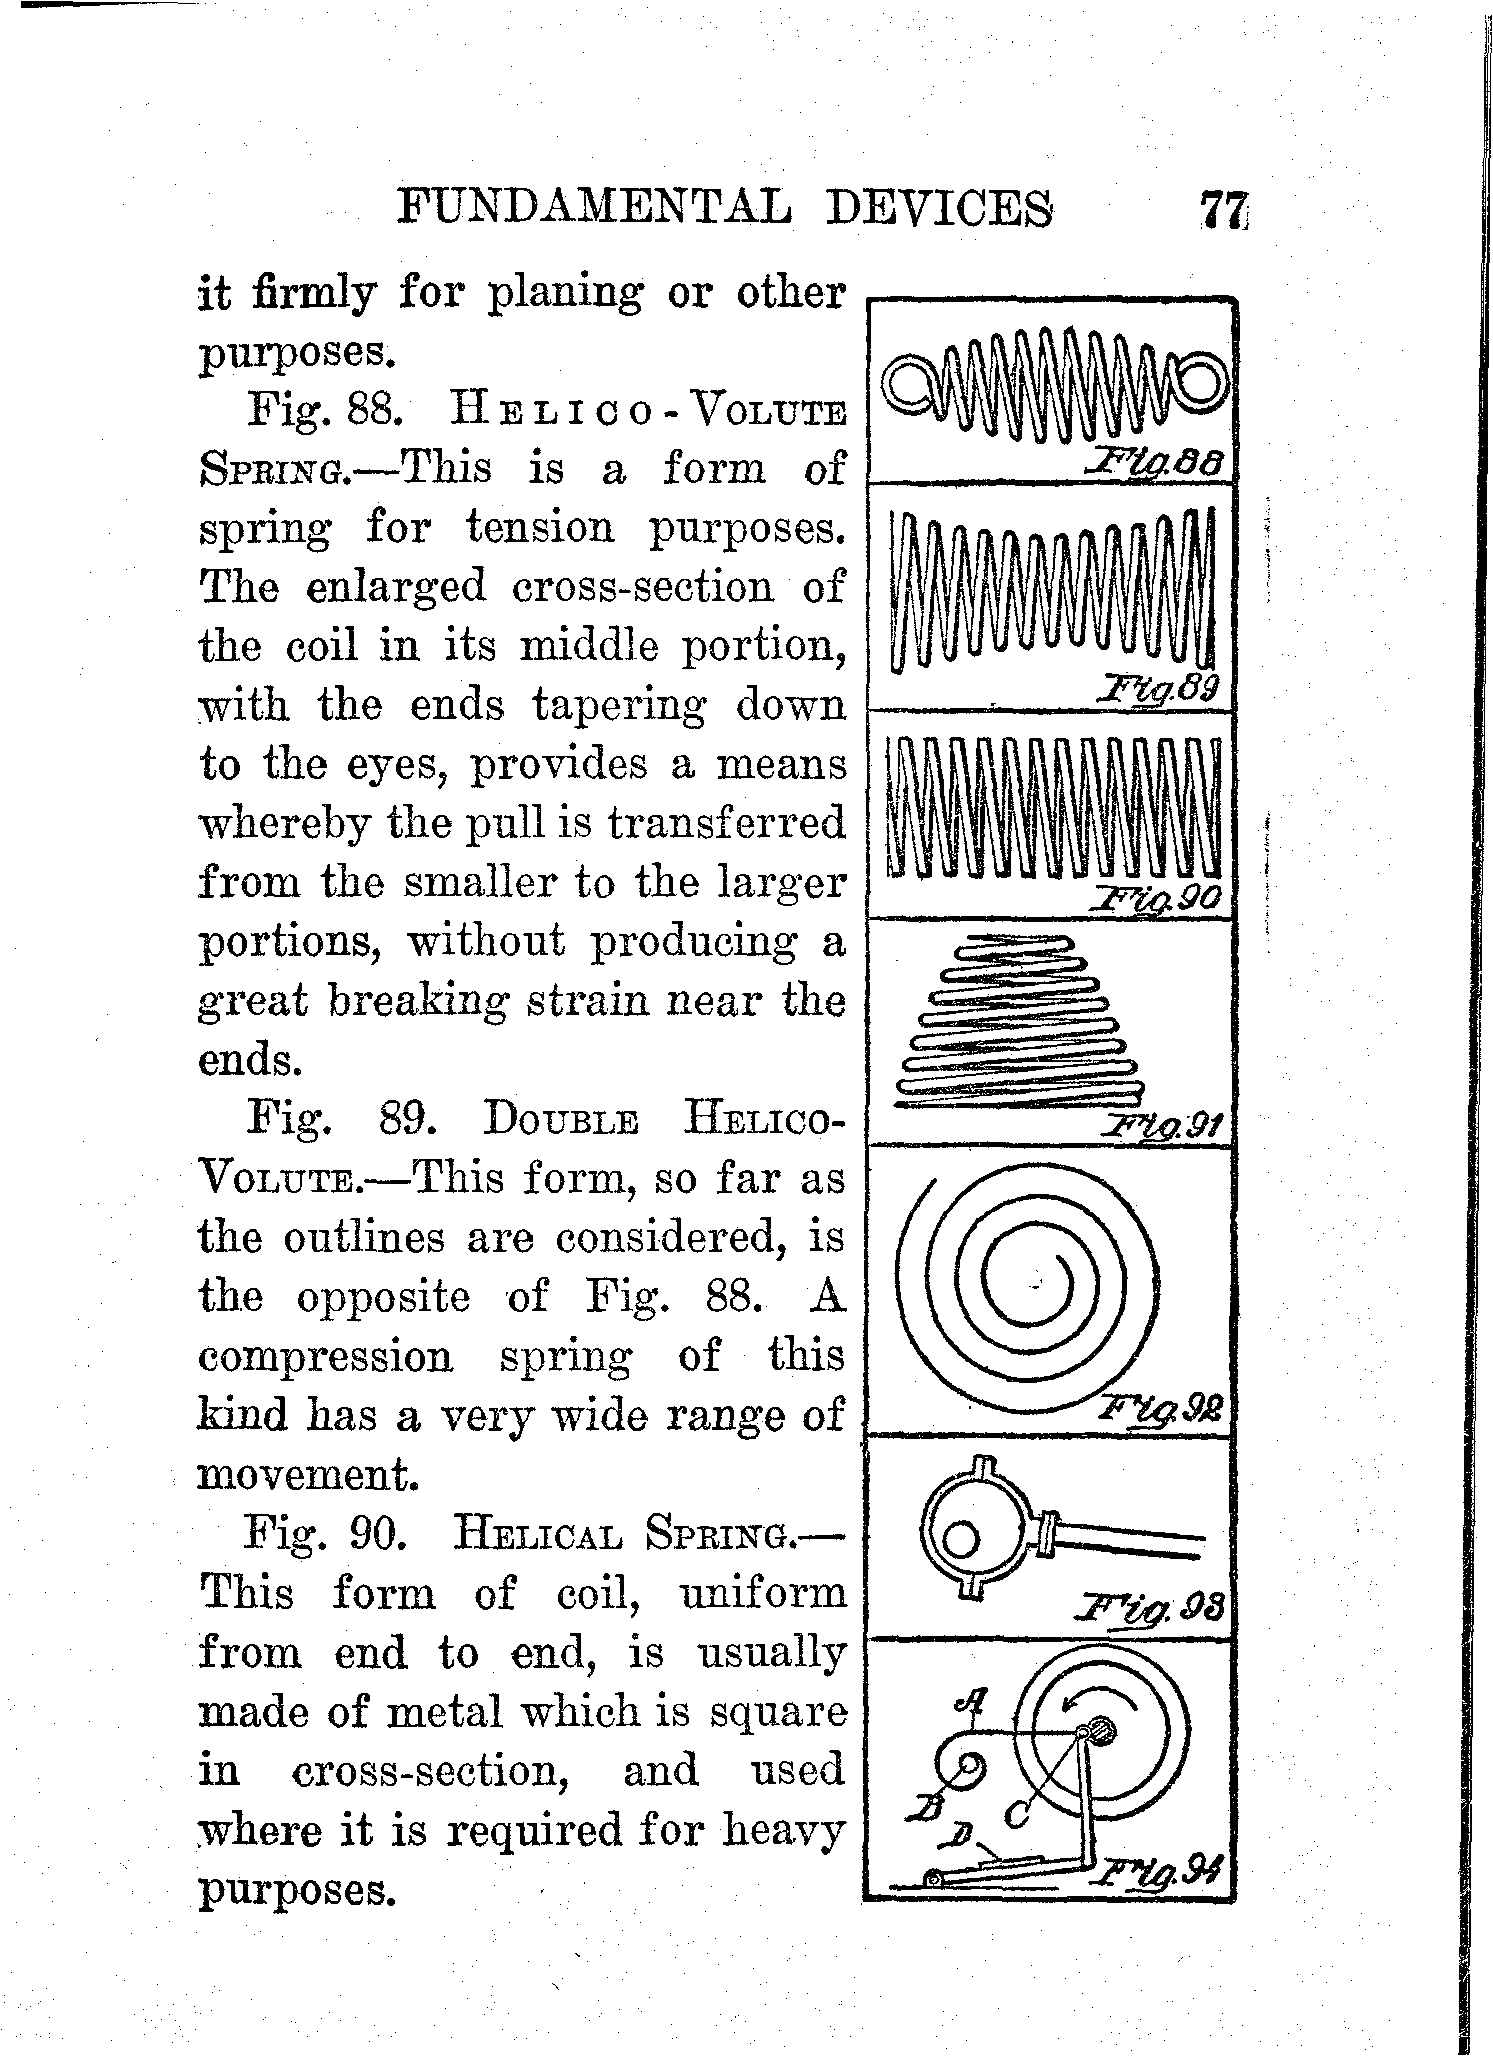 FUNDAMENTAL DEVICES 77
it firmly for planing or other
purposes.
Fig. 88. HELICO-VOLUTE
SPRING.—This is a form of
spring for tension purposes.
The enlarged cross-section of
the coil in its middle portion,
with the ends tapering down
to the eyes, provides a means
whereby the pull is transferred
from the smaller to the larger
portions, without producing a
great breaking strain near the
ends.
Fig. 89. DOUBLE HELICO-
VOLUTE.—This form, so far as
the outlines are considered, is
the opposite of Fig. 88. A
compression spring of this
kind has a very wide range of
movement.
Fig. 90. HELICAL SPRING.—
This form of coil, uniform
from end to end, is usually
made of metal which is square
in cross-section, and used
where it is required for heavy
purposes.
Fig. 88
Fig. 89
Fig. 90
Fig. 91
Fig. 92
Fig. 93
A
B
C
D
Fig. 94